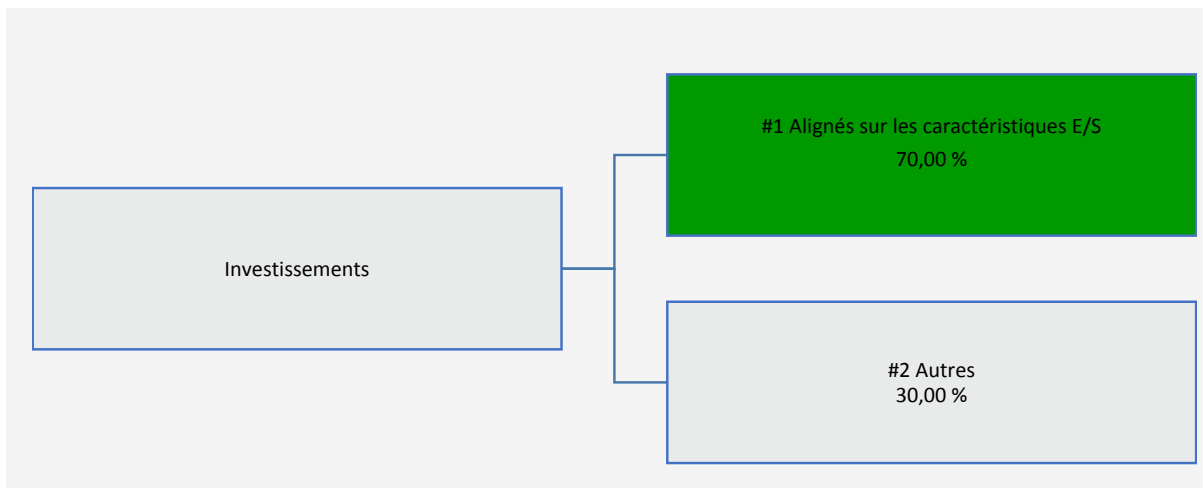 #1 Alignés sur les caractéristiques E/S
70,00 %
Investissements
#2 Autres
30,00 %